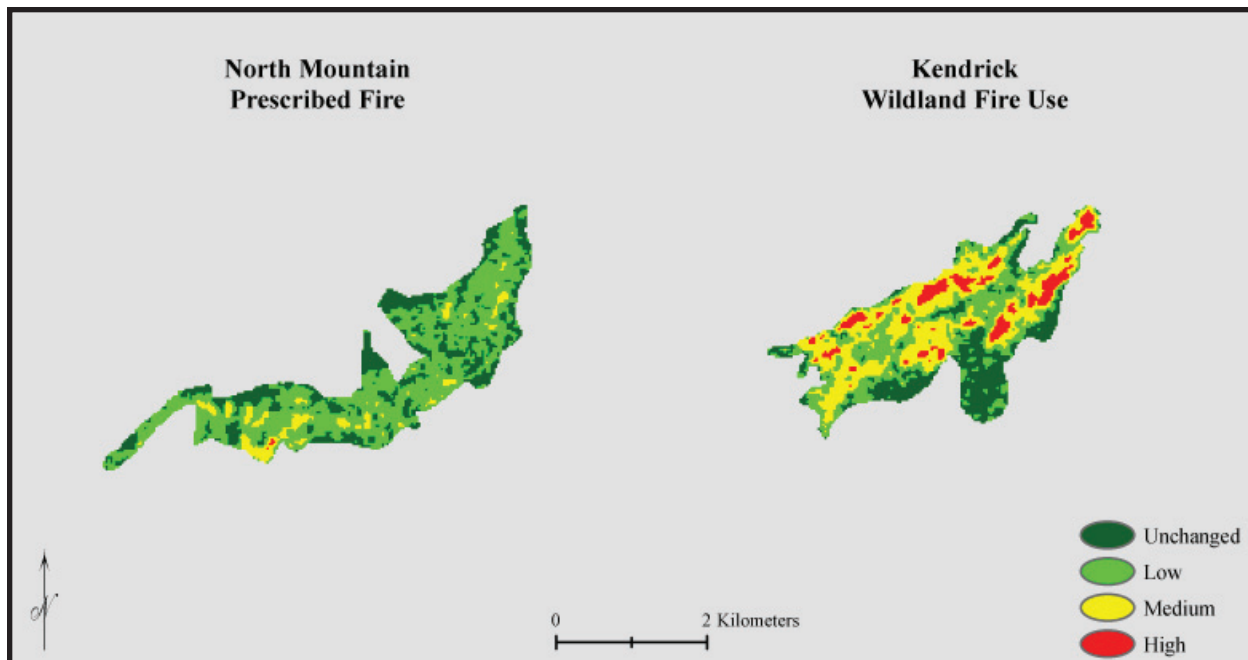 North Mountain
Prescribed Fire
Kendrick
Wildland Fire Use
Unchanged
Low
Medium
High
N
0 2 Kilometers